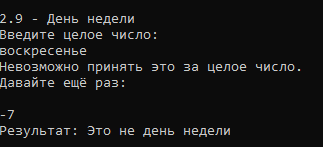 2.9 - День недели
Введите целое число:
воскресенье
Невозможно принять это за целое число.
Давайте ещё раз:
-7
Результат: Это не день недели